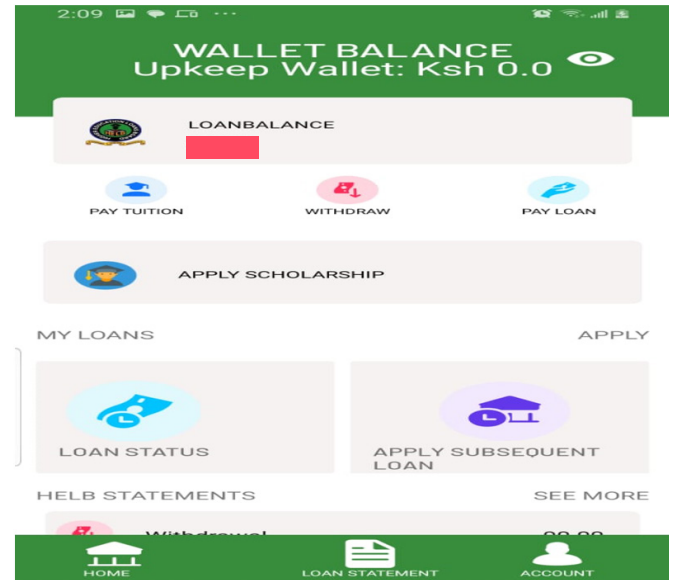 2:09
WALLET BALANCE
Upkeep Wallet: Ksh 0.0
LOANBALANCE
PAY TUITION
WITHDRAW
PAY LOAN
APPLY SCHOLARSHIP
MY LOANS
APPLY
LOAN STATUS
APPLY SUBSEQUENT
LOAN
HELB STATEMENTS
SEE MORE
Withdrawal
HOME
LOAN STATEMENT
ACCOUNT